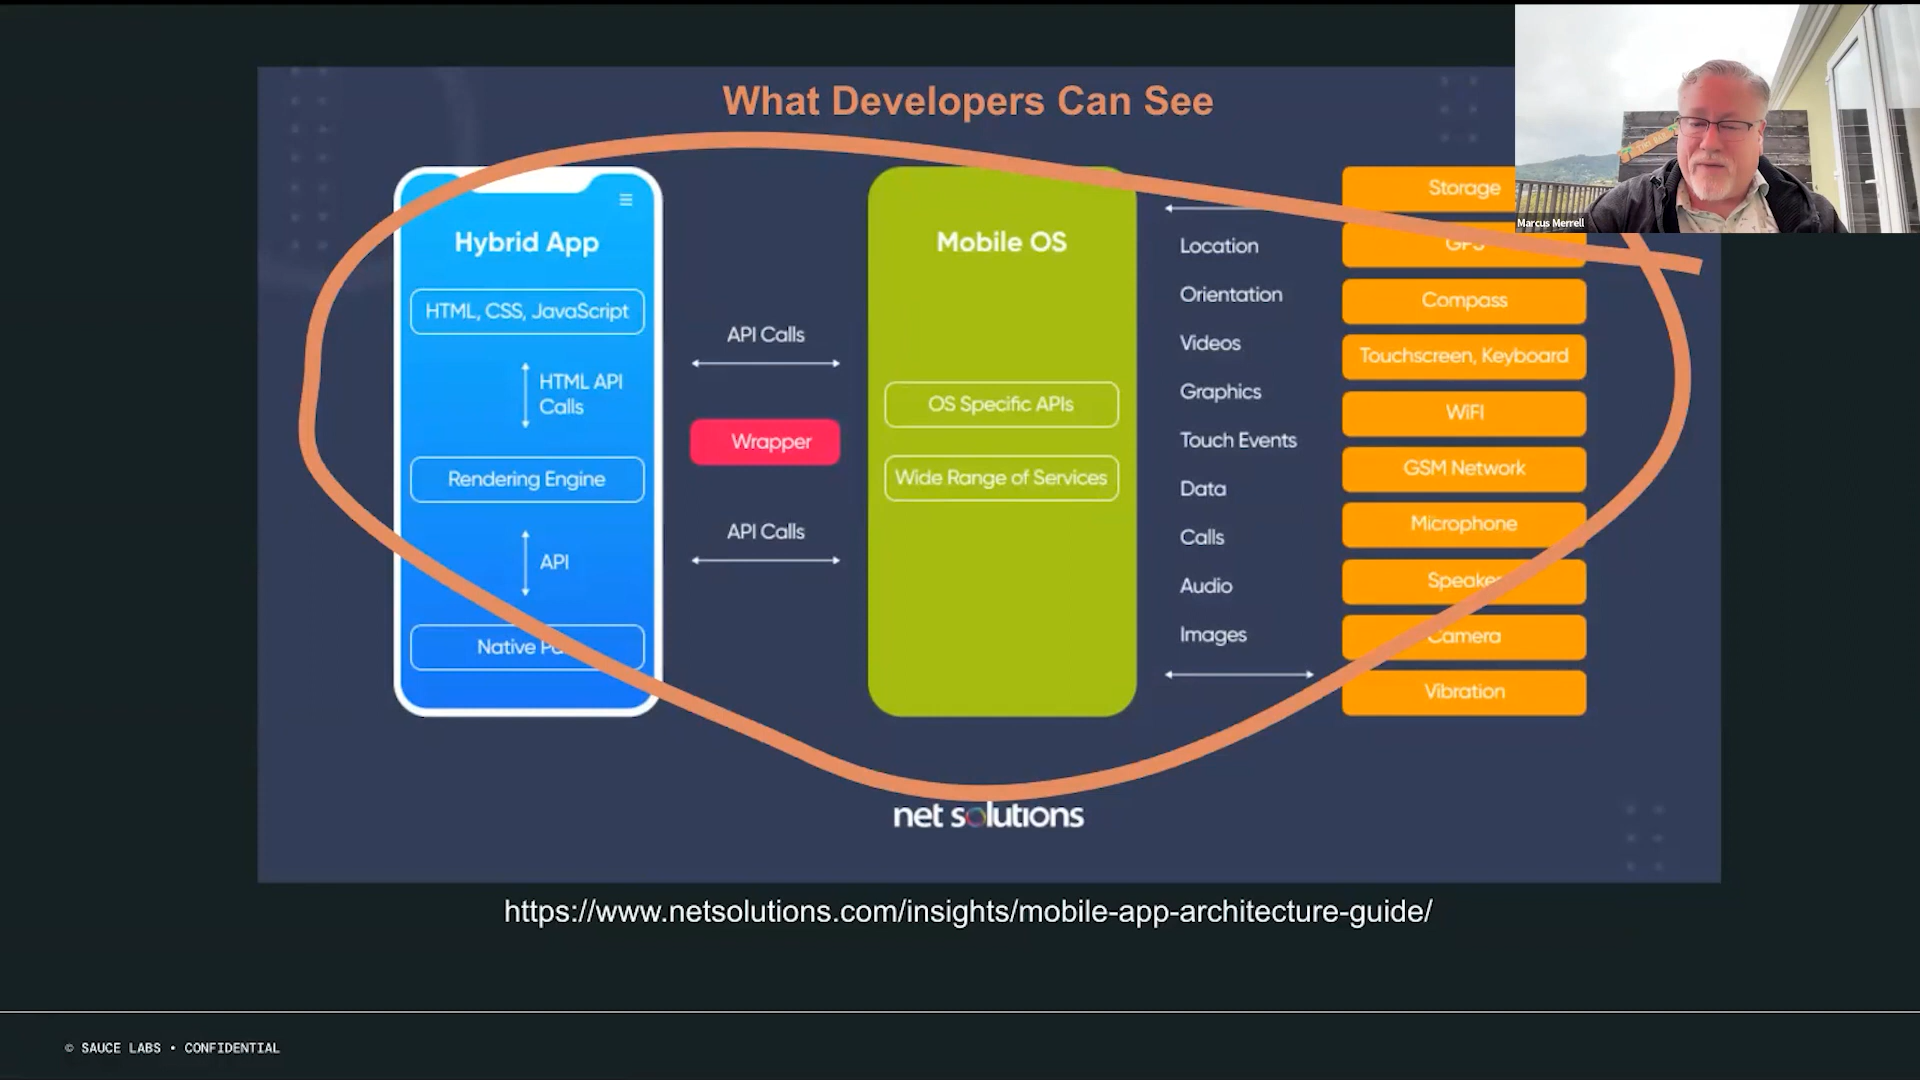 What Developers Can See
Marcus Merrell
Hybrid App
HTML, CSS, JavaScript
HTML API
Calls
Rendering Engine
API
Native
API Calls
Wrapper
API Calls
Mobile OS
OS Specific APIs
Wide Range of Services
Location
Orientation
Videos
Graphics
Touch Events
Data
Calls
Audio
Images
Storage
GPS
Compass
Touchscreen, Keyboard
WiFI
GSM Network
Microphone
Speaker
Camera
Vibration
net solutions
https://www.netsolutions.com/insights/mobile-app-architecture-guide/
© SAUCE LABS • CONFIDENTIAL